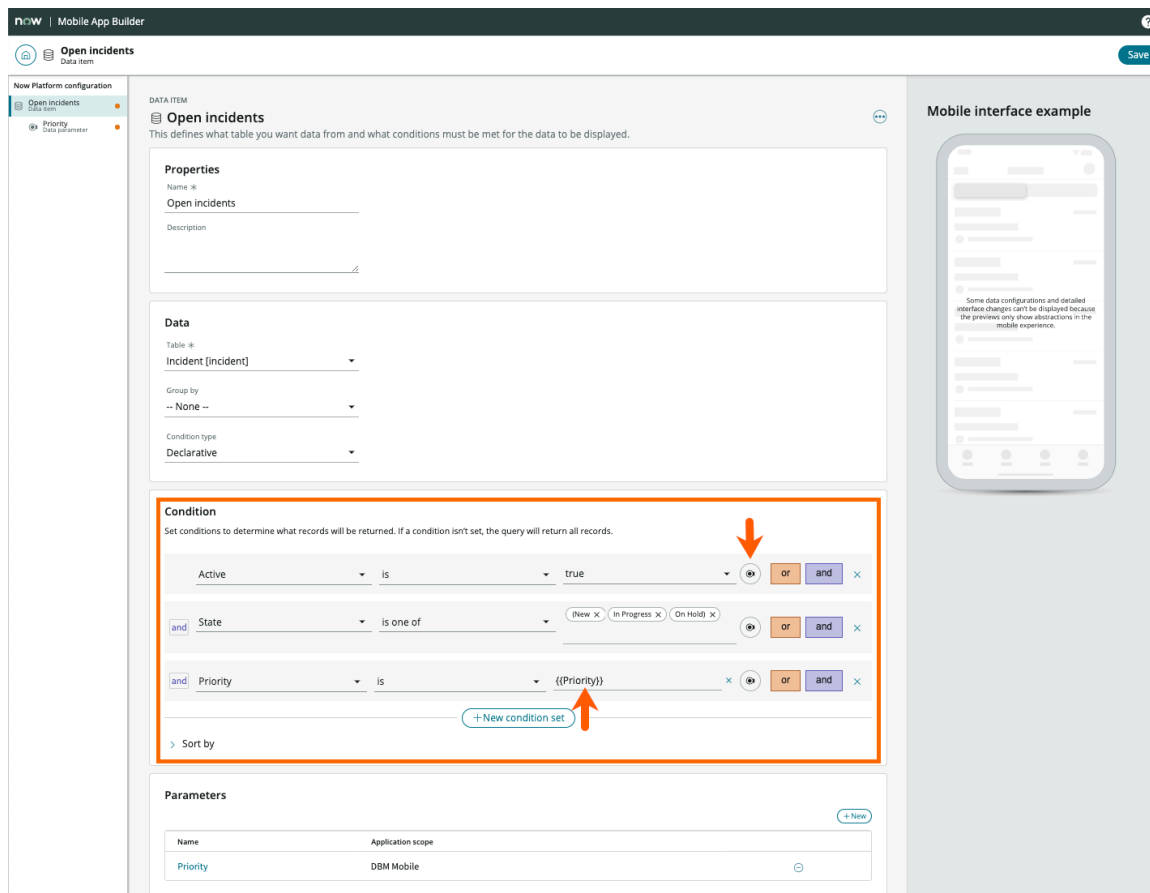 now | Mobile App Builder
?
Open incidents
Data item
Save
Now Platform configuration
Open incidents
Data item
Priority
Data parameter
DATA ITEM
Open incidents
This defines what table you want data from and what conditions must be met for the data to be displayed.
Properties
Name *
Open incidents
Description
Data
Table *
Incident [incident]
Group by
-- None --
Condition type
Declarative
Condition
Set conditions to determine what records will be returned. If a condition isn't set, the query will return all records.
Active is true or and ×
and State is one of (New × In Progress × On Hold) × or and ×
and Priority is {{Priority}} × or and ×
+ New condition set
> Sort by
Parameters
+ New
Name Application scope
Priority DBM Mobile
Mobile interface example
Some data configurations and detailed
interface changes can't be displayed because
the previews only show abstractions in the
mobile experience.